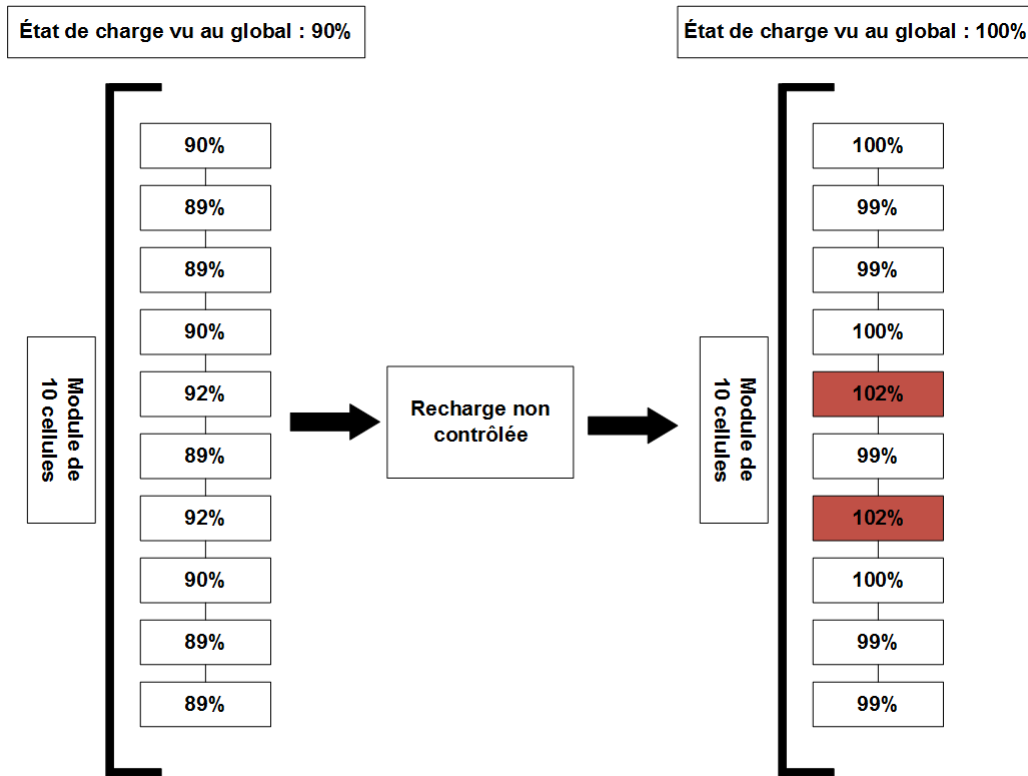 État de charge vu au global : 90%
État de charge vu au global : 100%
Module de
10 cellules
90%
89%
89%
90%
92%
89%
92%
90%
89%
89%
Recharge non
contrôlée
Module de
10 cellules
100%
99%
99%
100%
102%
99%
102%
100%
99%
99%